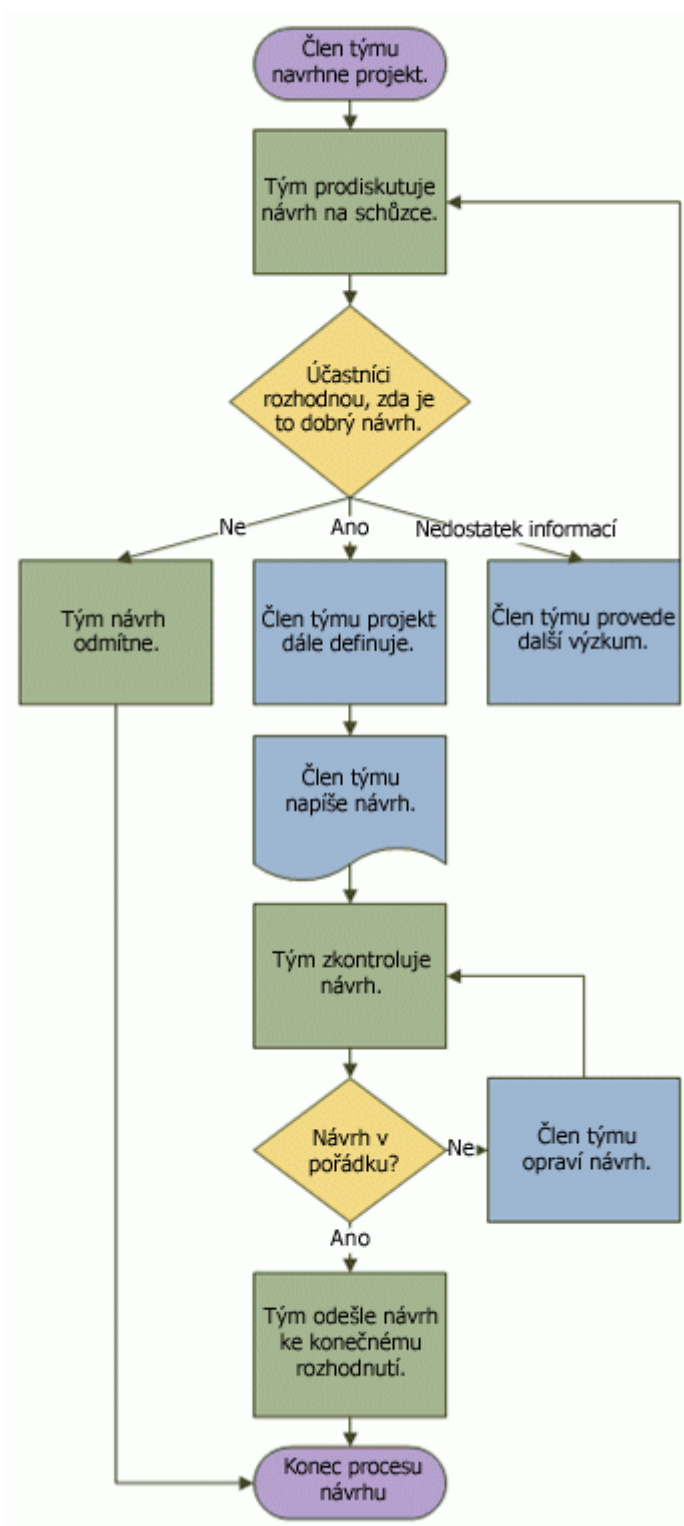 Člen týmu
navrhne projekt.
Tým prodiskutuje
návrh na schůzce.
Účastníci
rozhodnou, zda je
to dobrý návrh.
Ne
Ano
Nedostatek informací
Tým návrh
odmítne.
Člen týmu projekt
dále definuje.
Člen týmu provede
další výzkum.
Člen týmu
napíše návrh.
Tým zkontroluje
návrh.
Návrh v
pořádku?
Ne
Člen týmu
opraví návrh.
Ano
Tým odešle návrh
ke konečnému
rozhodnutí.
Konec procesu
návrhu